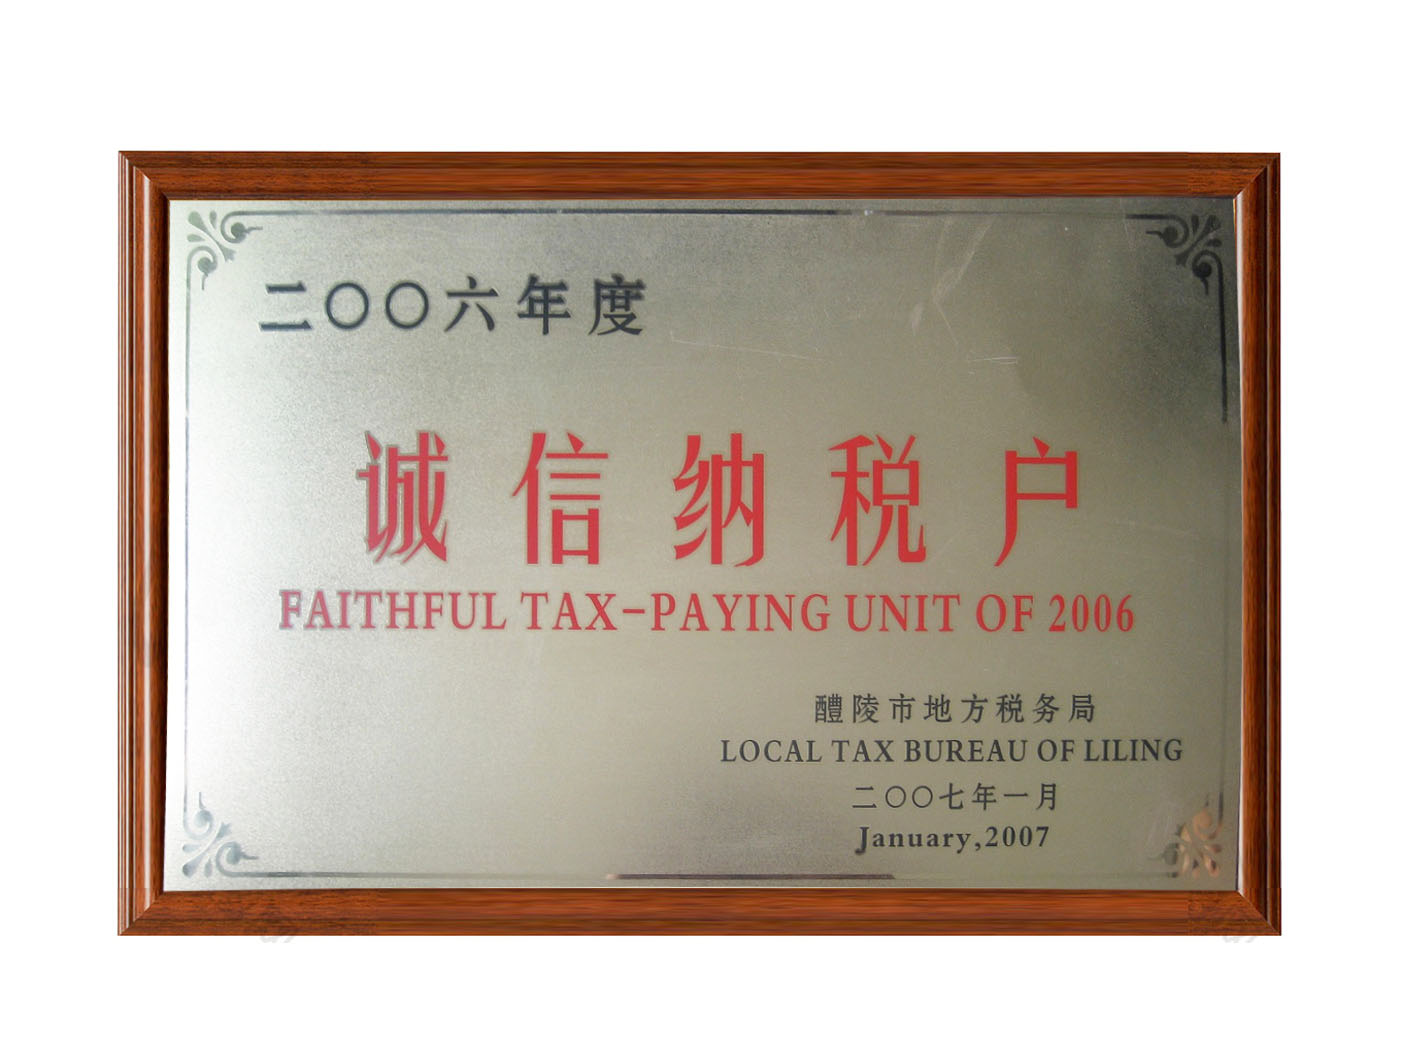 二〇〇六年度
诚信纳税户
FAITHFUL TAX-PAYING UNIT OF 2006
醴陵市地方税务局
LOCAL TAX BUREAU OF LILING
二〇〇七年一月
January,2007